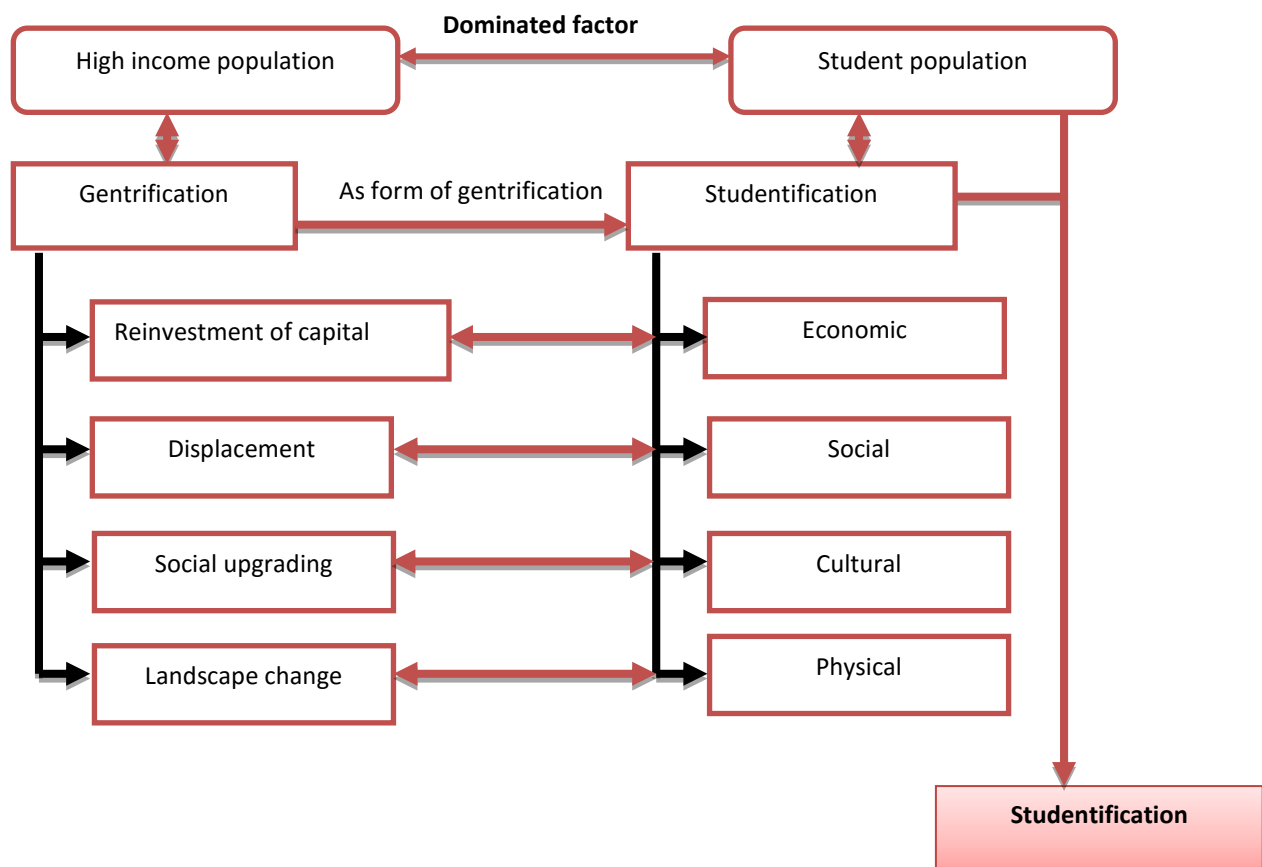 Dominated factor
High income population
Student population
Gentrification
As form of gentrification
Studentification
Reinvestment of capital
Economic
Displacement
Social
Social upgrading
Cultural
Landscape change
Physical
Studentification